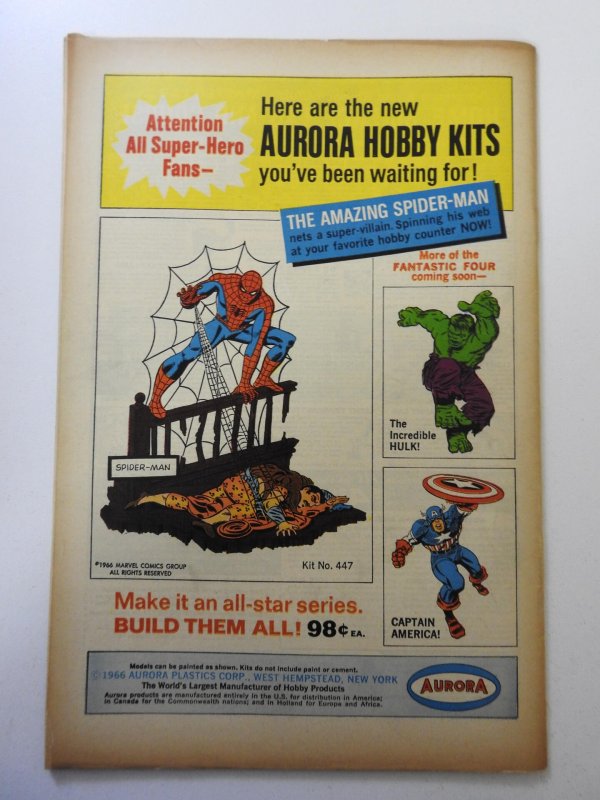 Attention
All Super-Hero
Fans—
Here are the new
AURORA HOBBY KITS
you've been waiting for!
THE AMAZING SPIDER-MAN
nets a super-villain. Spinning his web
at your favorite hobby counter NOW!
More of the
FANTASTIC FOUR
coming soon—
SPIDER-MAN
©1966 MARVEL COMICS GROUP
ALL RIGHTS RESERVED
Kit No. 447
The
Incredible
HULK!
CAPTAIN
AMERICA!
Make it an all-star series.
BUILD THEM ALL! 98¢ EA.
Models can be painted as shown. Kits do not include paint or cement.
©1966 AURORA PLASTICS CORP., WEST HEMPSTEAD, NEW YORK
The World's Largest Manufacturer of Hobby Products
Aurora products are manufactured entirely in the U.S. for distribution in America;
in Canada for the Commonwealth nations; and in Holland for Europe and Africa.
AURORA